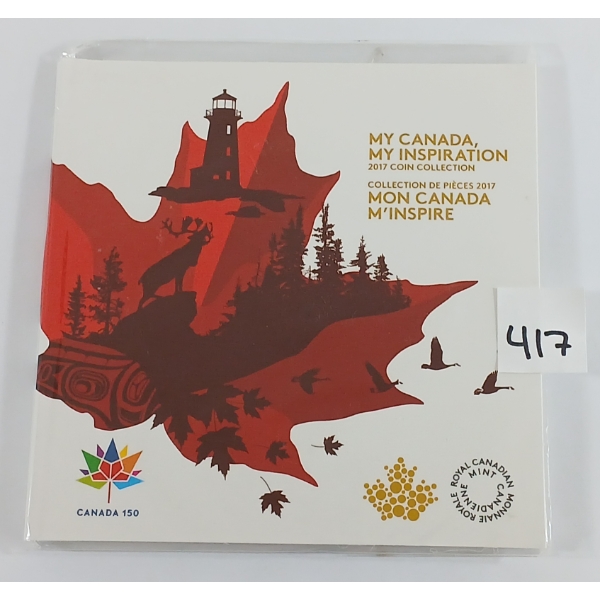 MY CANADA,
MY INSPIRATION
2017 COIN COLLECTION
COLLECTION DE PIÈCES 2017
MON CANADA
M'INSPIRE
417
CANADA 150
ROYAL CANADIAN MINT
MONNAIE ROYALE CANADIENNE